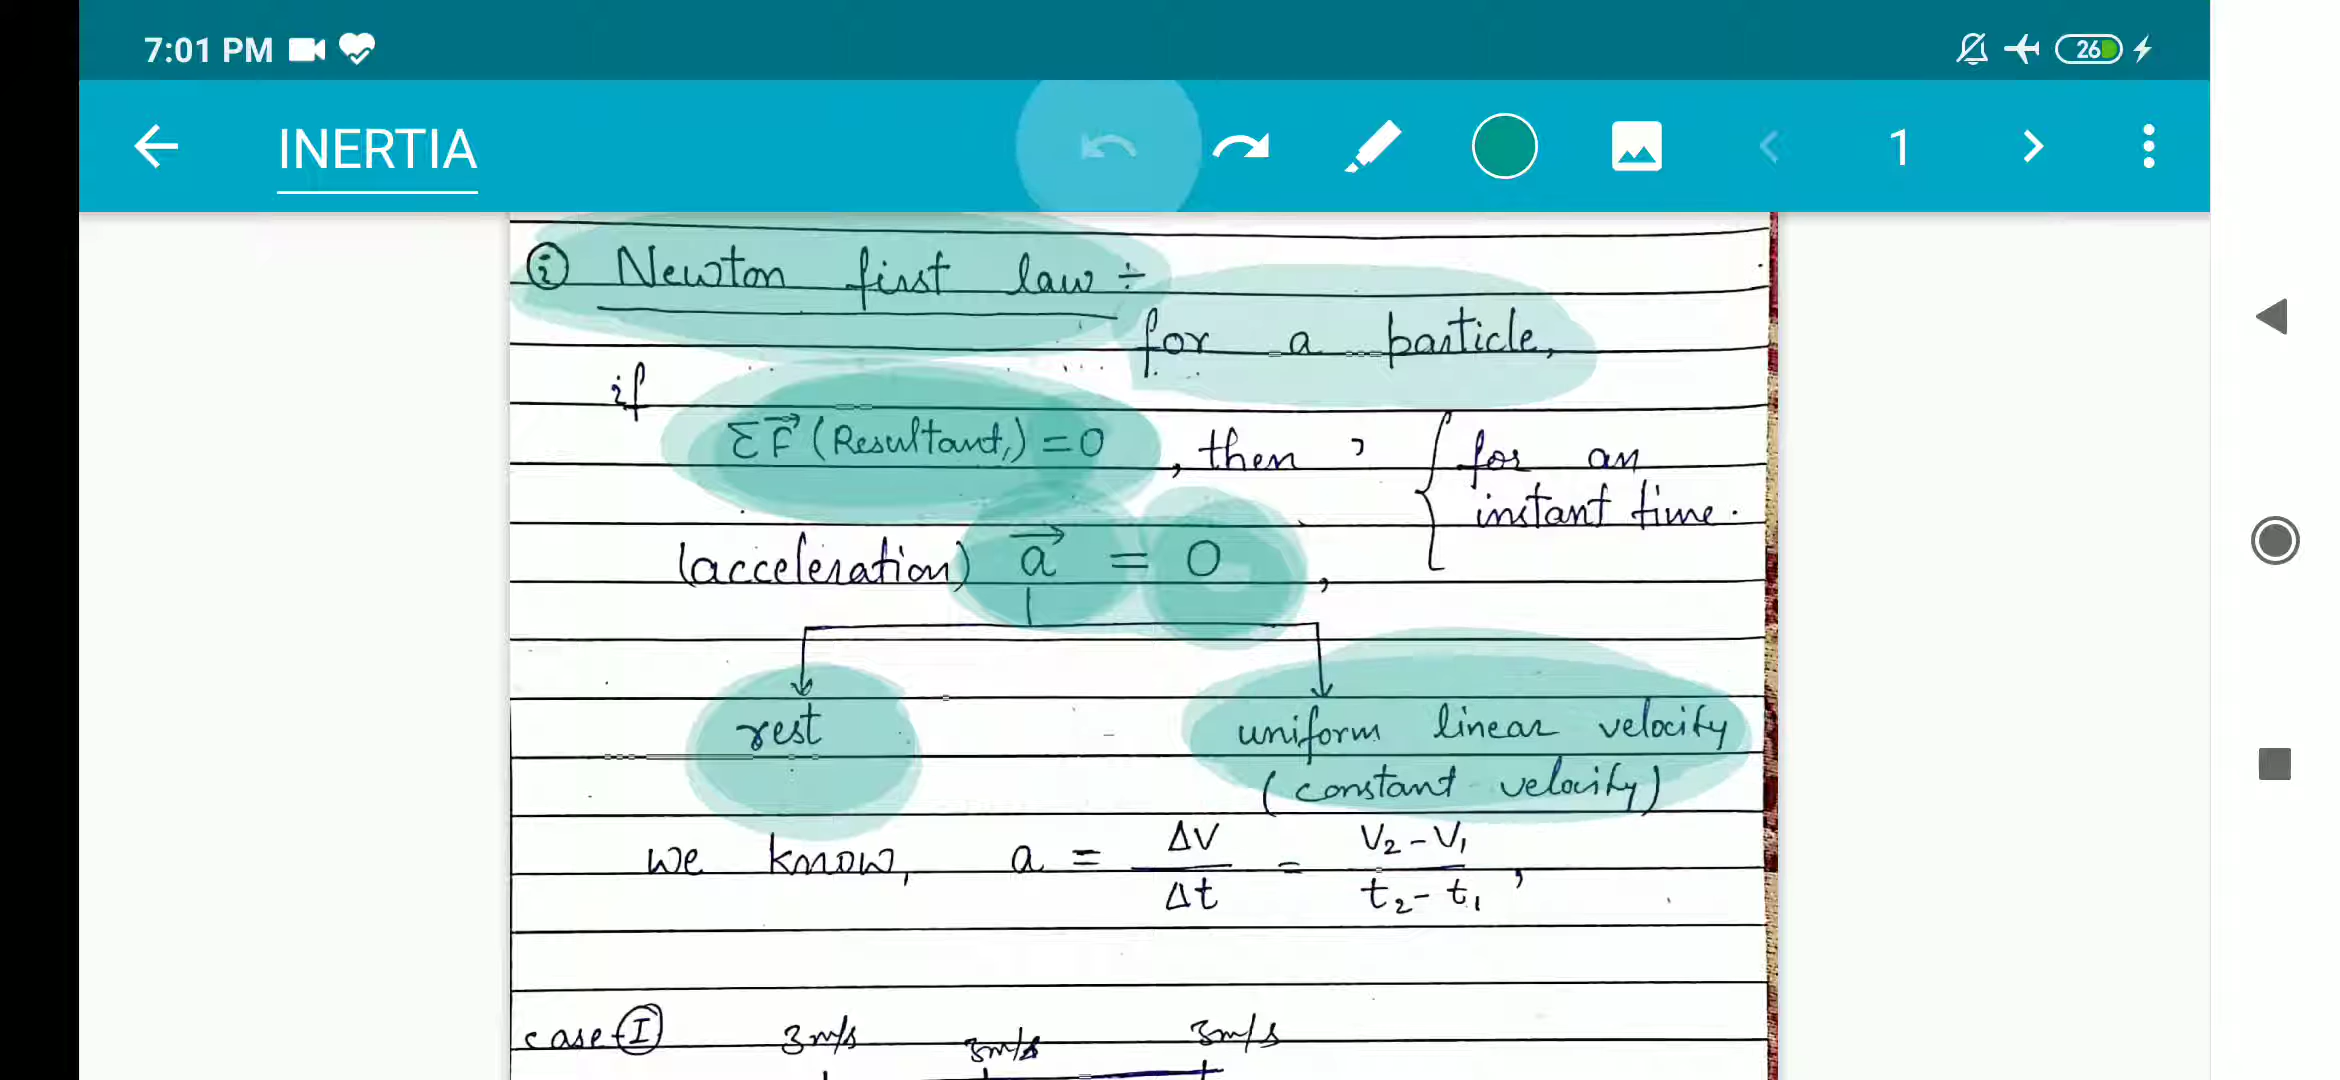 7:01 PM 26
INERTIA 1
(i) Newton first law ÷
for a particle,
if
ΣF⃗ (Resultant,) = 0 , then , { for an
instant time.
(acceleration) a⃗ = 0 ,
rest
uniform linear velocity
(constant velocity)
we know, a = ΔV/Δt = V₂-V₁/t₂-t₁ ,
case-(I) 3m/s 3m/s 3m/s